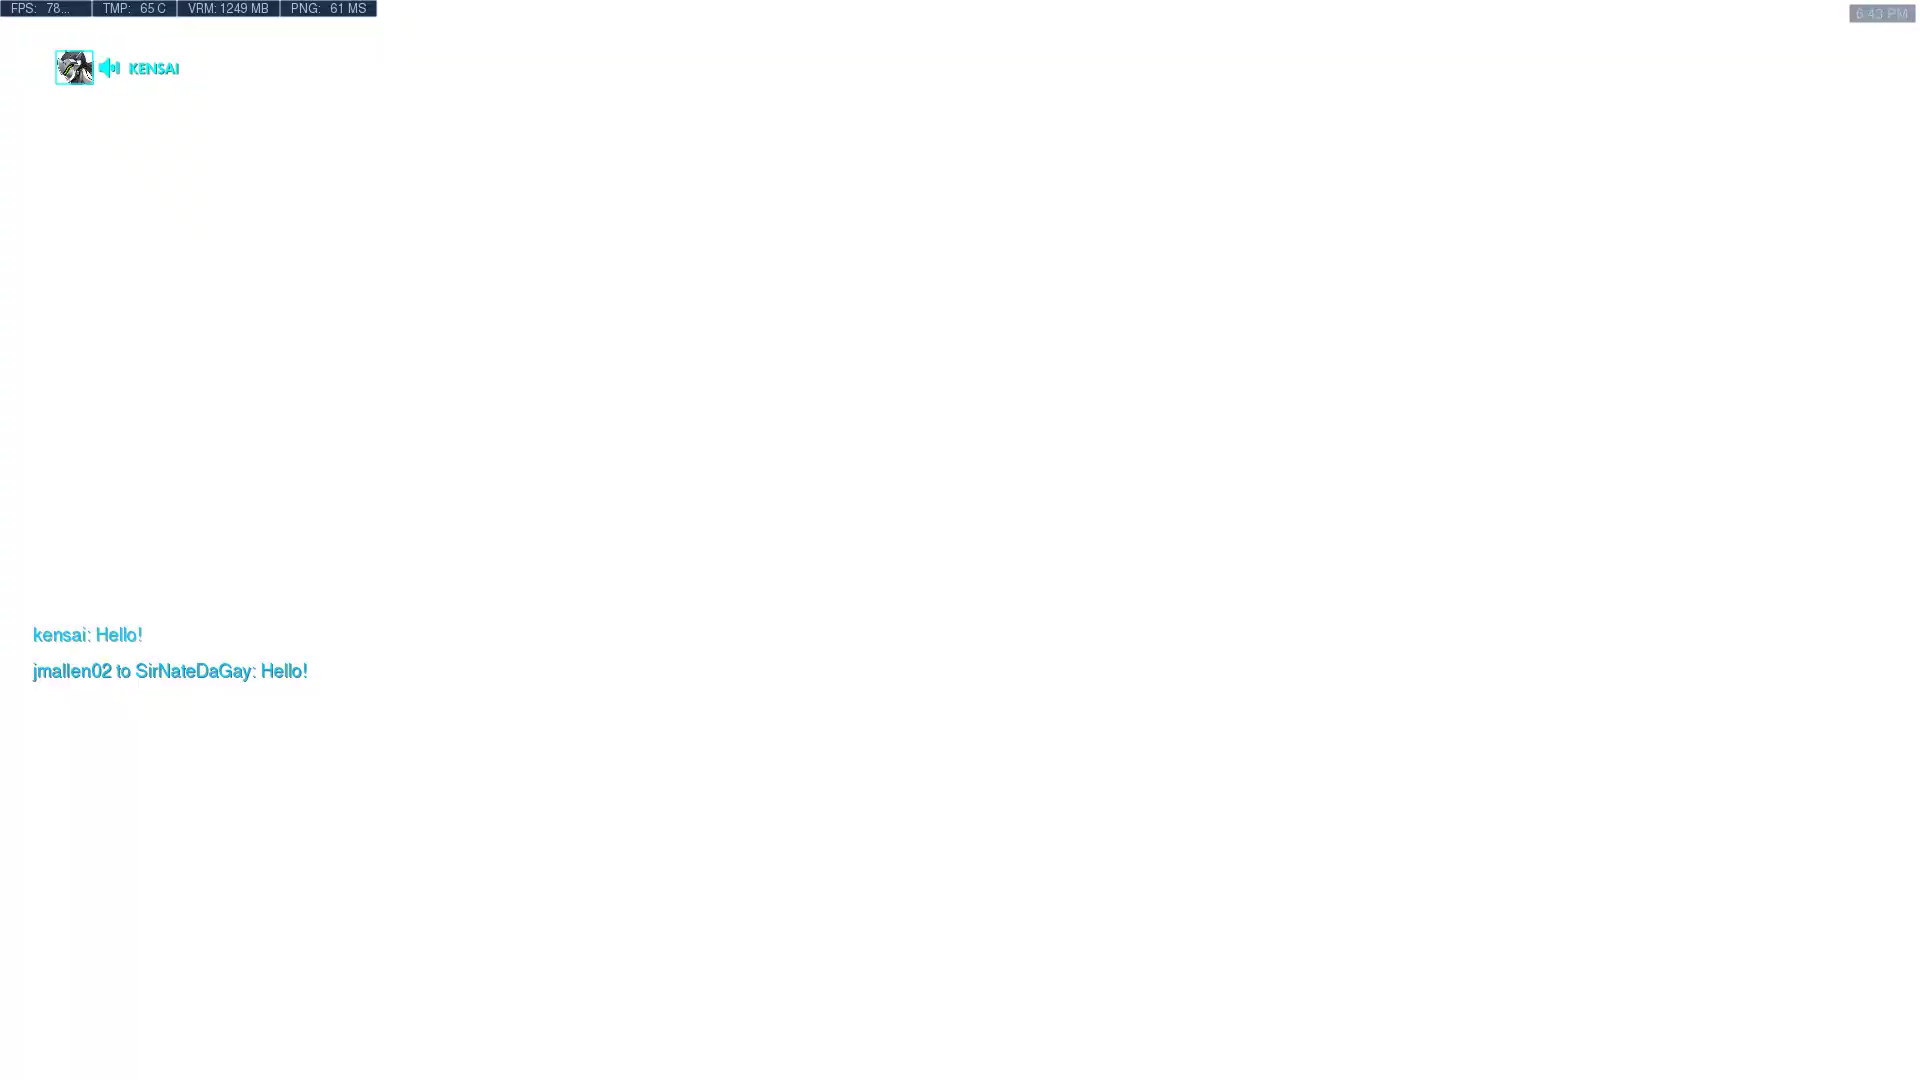 FPS: 78... TMP: 65 C VRM: 1249 MB PNG: 61 MS
6:43 PM
KENSAI
kensai: Hello!
jmallen02 to SirNateDaGay: Hello!